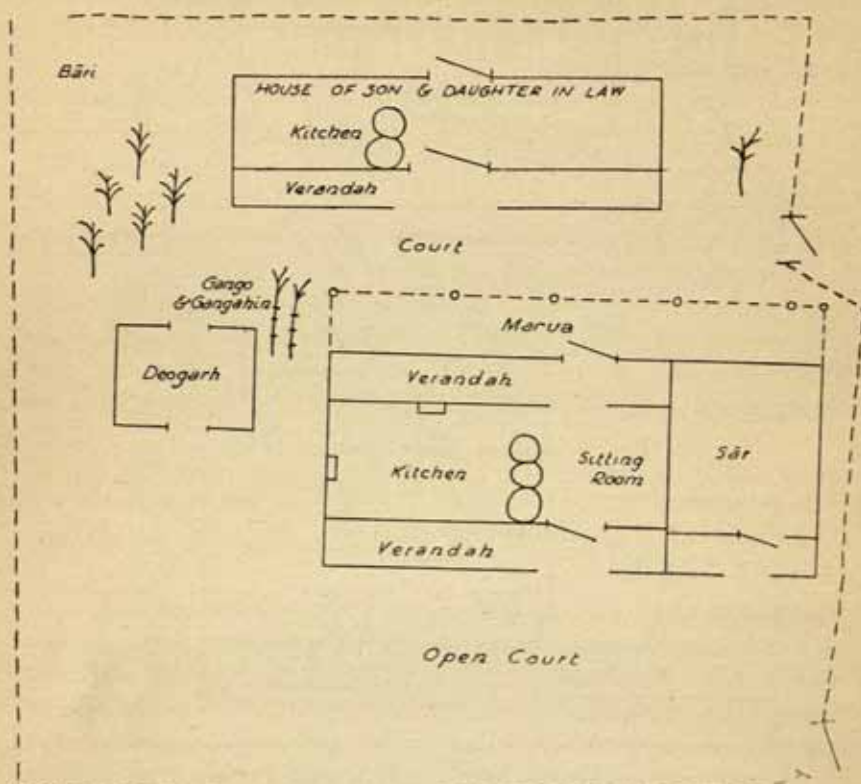 Bāri
HOUSE OF SON & DAUGHTER IN LAW
Kitchen
Verandah
Court
Gango
& Gangahin
Marua
Deogarh
Verandah
Kitchen
Sitting
Room
Sār
Verandah
Open Court